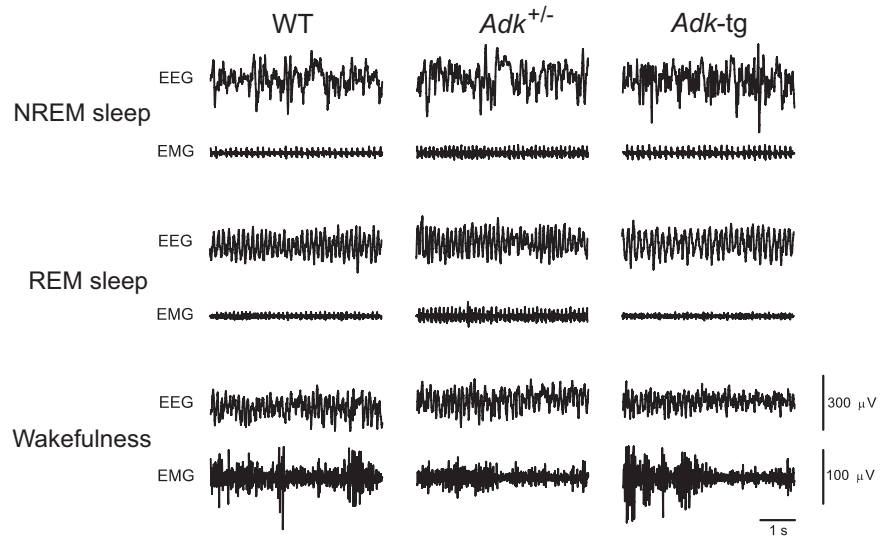 WT Adk+/- Adk-tg
EEG
NREM sleep
EMG
EEG
REM sleep
EMG
EEG
300 µV
Wakefulness
EMG
100 µV
1 s